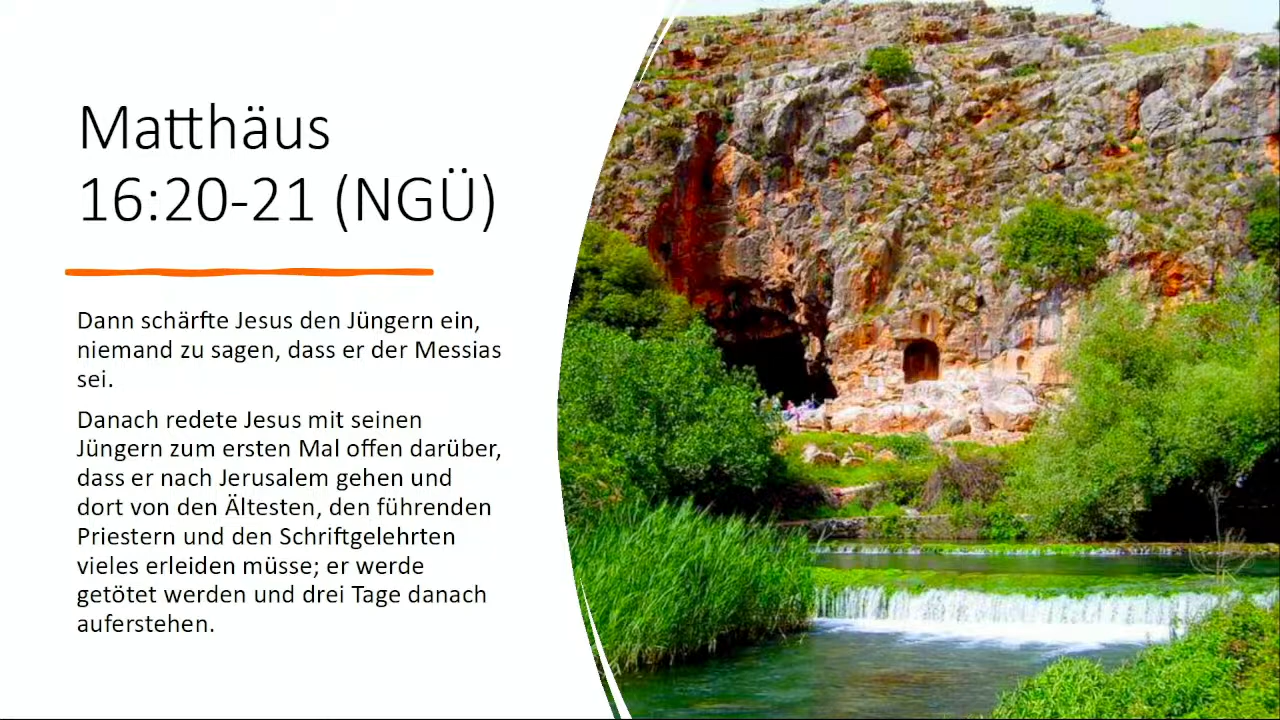 Matthäus
16:20-21 (NGÜ)
Dann schärfte Jesus den Jüngern ein,
niemand zu sagen, dass er der Messias
sei.
Danach redete Jesus mit seinen
Jüngern zum ersten Mal offen darüber,
dass er nach Jerusalem gehen und
dort von den Ältesten, den führenden
Priestern und den Schriftgelehrten
vieles erleiden müsse; er werde
getötet werden und drei Tage danach
auferstehen.